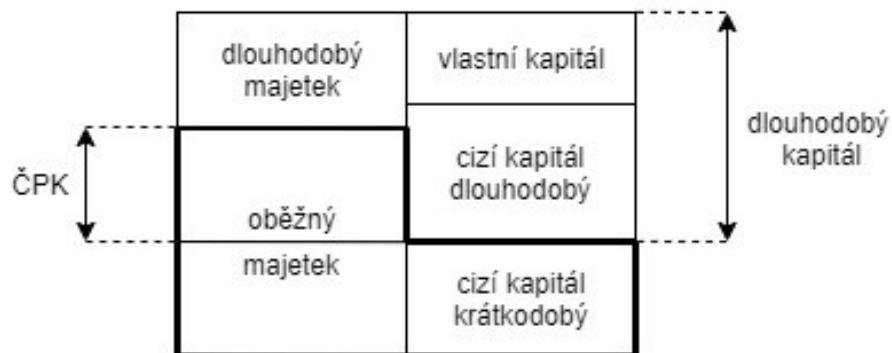 dlouhodobý
majetek
vlastní kapitál
dlouhodobý
kapitál
ČPK
cizí kapitál
dlouhodobý
oběžný
majetek
cizí kapitál
krátkodobý